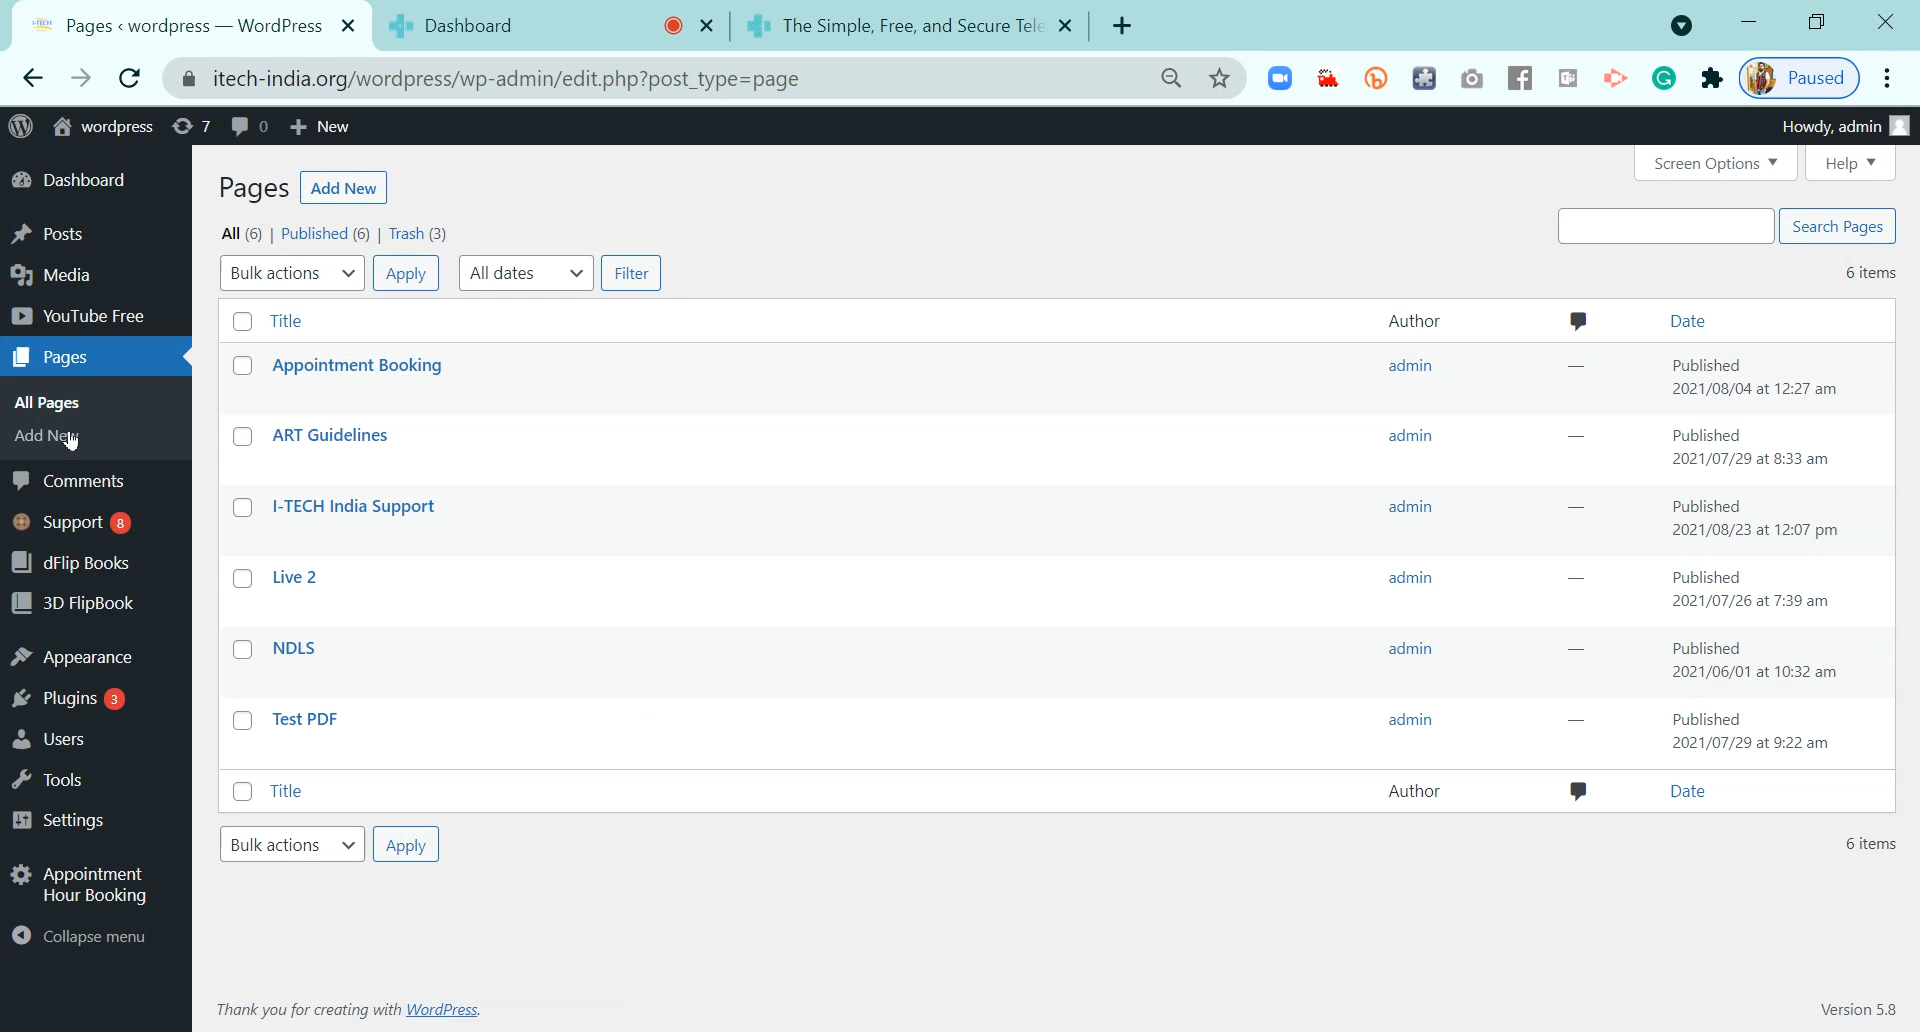 Pages ‹ wordpress — WordPress
Dashboard
The Simple, Free, and Secure Tele
itech-india.org/wordpress/wp-admin/edit.php?post_type=page
Paused
wordpress
7
0
New
Howdy, admin
Dashboard
Posts
Media
YouTube Free
Pages
All Pages
Add New
Comments
Support 8
dFlip Books
3D FlipBook
Appearance
Plugins 3
Users
Tools
Settings
Appointment
Hour Booking
Collapse menu
Screen Options
Help
Pages
Add New
All (6) | Published (6) | Trash (3)
Search Pages
Bulk actions
Apply
All dates
Filter
6 items
Title
Author
Date
Appointment Booking
admin
—
Published
2021/08/04 at 12:27 am
ART Guidelines
admin
—
Published
2021/07/29 at 8:33 am
I-TECH India Support
admin
—
Published
2021/08/23 at 12:07 pm
Live 2
admin
—
Published
2021/07/26 at 7:39 am
NDLS
admin
—
Published
2021/06/01 at 10:32 am
Test PDF
admin
—
Published
2021/07/29 at 9:22 am
Title
Author
Date
Bulk actions
Apply
6 items
Thank you for creating with WordPress.
Version 5.8